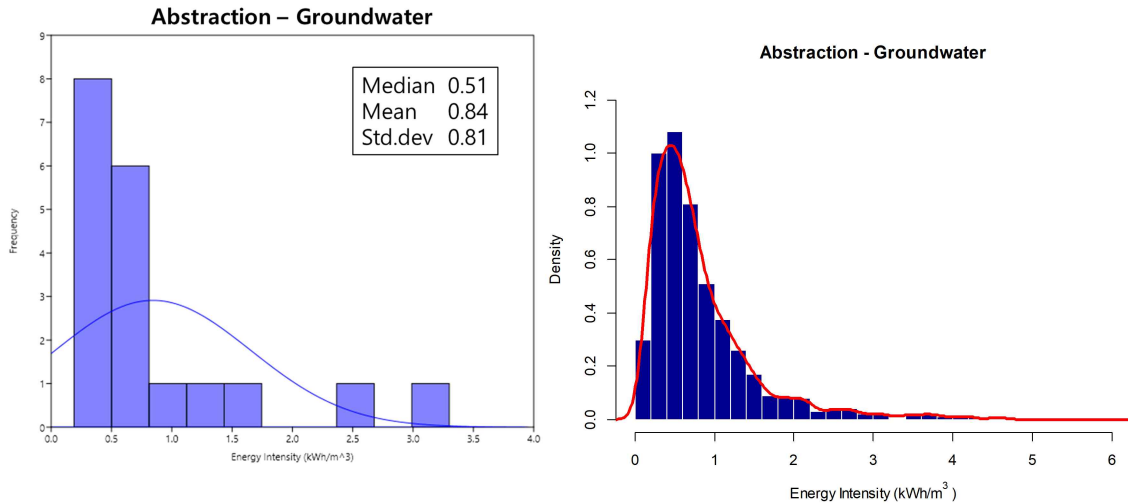 Abstraction – Groundwater
9
8
7
6
5
4
3
2
1
0
Frequency
Median 0.51
Mean 0.84
Std.dev 0.81
0.0 0.5 1.0 1.5 2.0 2.5 3.0 3.5 4.0
Energy Intensity (kWh/m^3)
Abstraction - Groundwater
1.2
1.0
0.8
0.6
0.4
0.2
0.0
Density
0 1 2 3 4 5 6
Energy Intensity (kWh/m³)